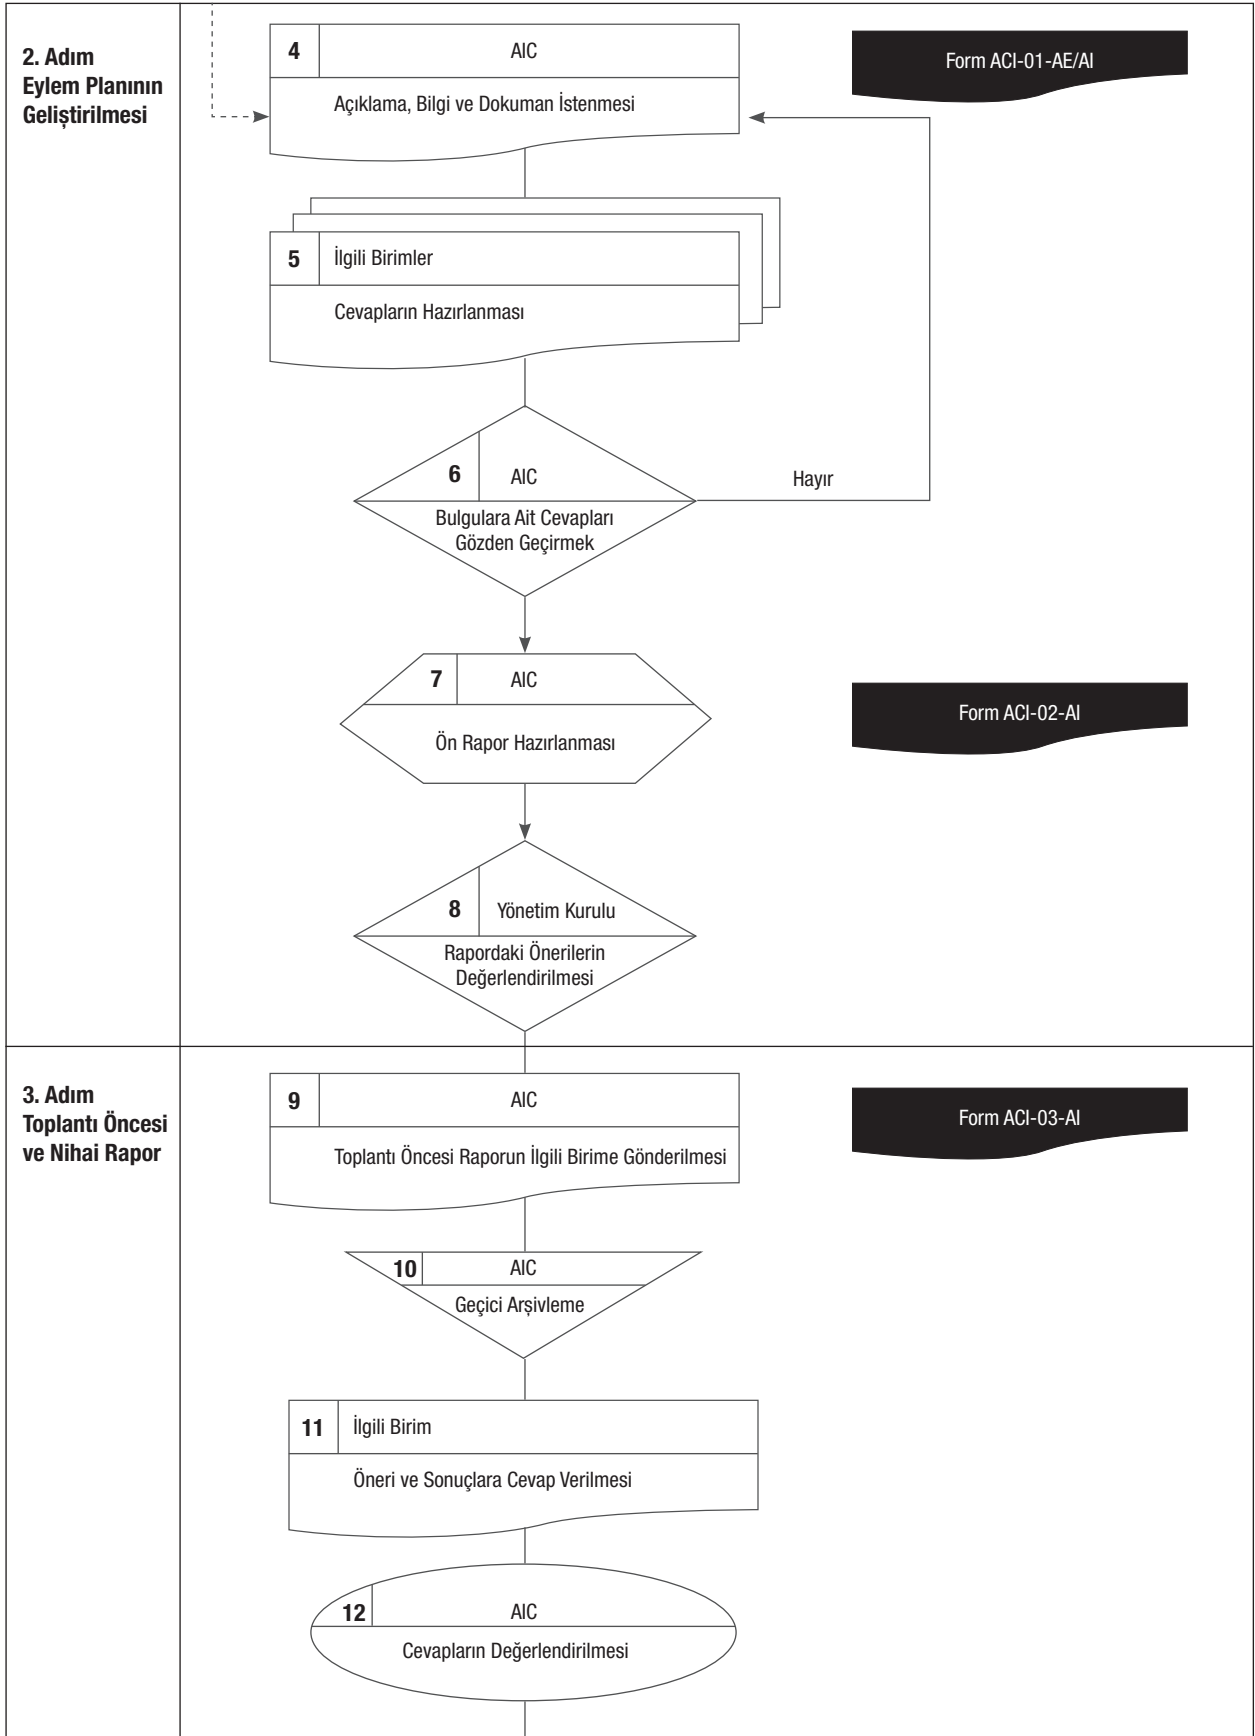 2. Adım
Eylem Planının
Geliştirilmesi
4
AIC
Açıklama, Bilgi ve Dokuman İstenmesi
Form ACI-01-AE/AI
5
İlgili Birimler
Cevapların Hazırlanması
6
AIC
Bulgulara Ait Cevapları
Gözden Geçirmek
Hayır
7
AIC
Ön Rapor Hazırlanması
Form ACI-02-AI
8
Yönetim Kurulu
Rapordaki Önerilerin
Değerlendirilmesi
3. Adım
Toplantı Öncesi
ve Nihai Rapor
9
AIC
Toplantı Öncesi Raporun İlgili Birime Gönderilmesi
Form ACI-03-AI
10
AIC
Geçici Arşivleme
11
İlgili Birim
Öneri ve Sonuçlara Cevap Verilmesi
12
AIC
Cevapların Değerlendirilmesi